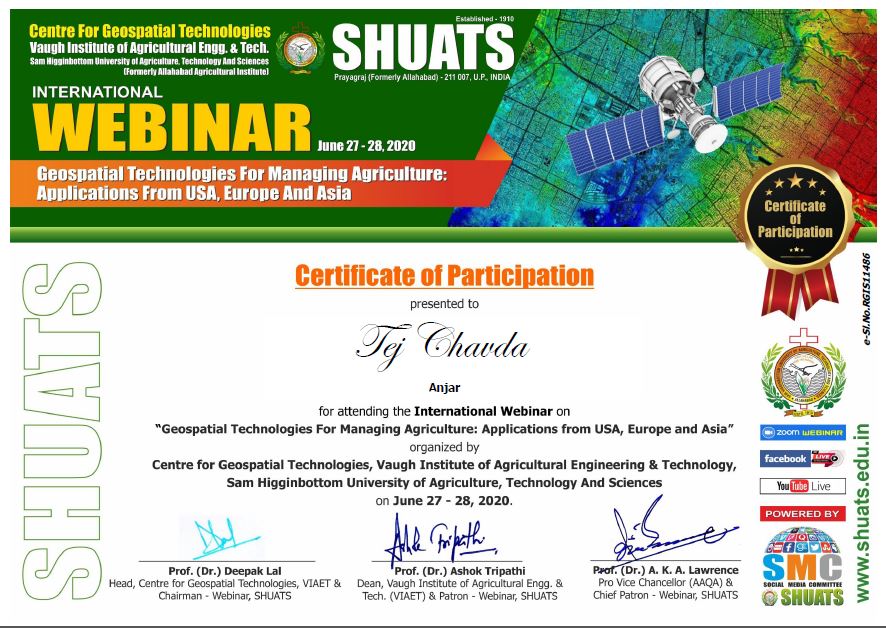 Established - 1910
Centre For Geospatial Technologies
Vaugh Institute of Agricultural Engg. & Tech.
Sam Higginbottom University of Agriculture, Technology And Sciences
(Formerly Allahabad Agricultural Institute)
SHUATS
Prayagraj (Formerly Allahabad) - 211 007, U.P., INDIA
INTERNATIONAL
WEBINAR
June 27 - 28, 2020
Geospatial Technologies For Managing Agriculture:
Applications From USA, Europe And Asia
Certificate
of
Participation
SHUATS
Certificate of Participation
presented to
Tej Chavda
Anjar
for attending the International Webinar on
“Geospatial Technologies For Managing Agriculture: Applications from USA, Europe and Asia”
organized by
Centre for Geospatial Technologies, Vaugh Institute of Agricultural Engineering & Technology,
Sam Higginbottom University of Agriculture, Technology And Sciences
on June 27 - 28, 2020.
Ashok Tripathi
Prof. (Dr.) Deepak Lal
Head, Centre for Geospatial Technologies, VIAET &
Chairman - Webinar, SHUATS
Prof. (Dr.) Ashok Tripathi
Dean, Vaugh Institute of Agricultural Engg. &
Tech. (VIAET) & Patron - Webinar, SHUATS
Prof. (Dr.) A. K. A. Lawrence
Pro Vice Chancellor (AAQA) &
Chief Patron - Webinar, SHUATS
e-Sl.No.RGIS11486
zoom WEBINAR
facebook LIVE
YouTube Live
POWERED BY
SMC
SOCIAL MEDIA COMMITTEE
SHUATS
www.shuats.edu.in